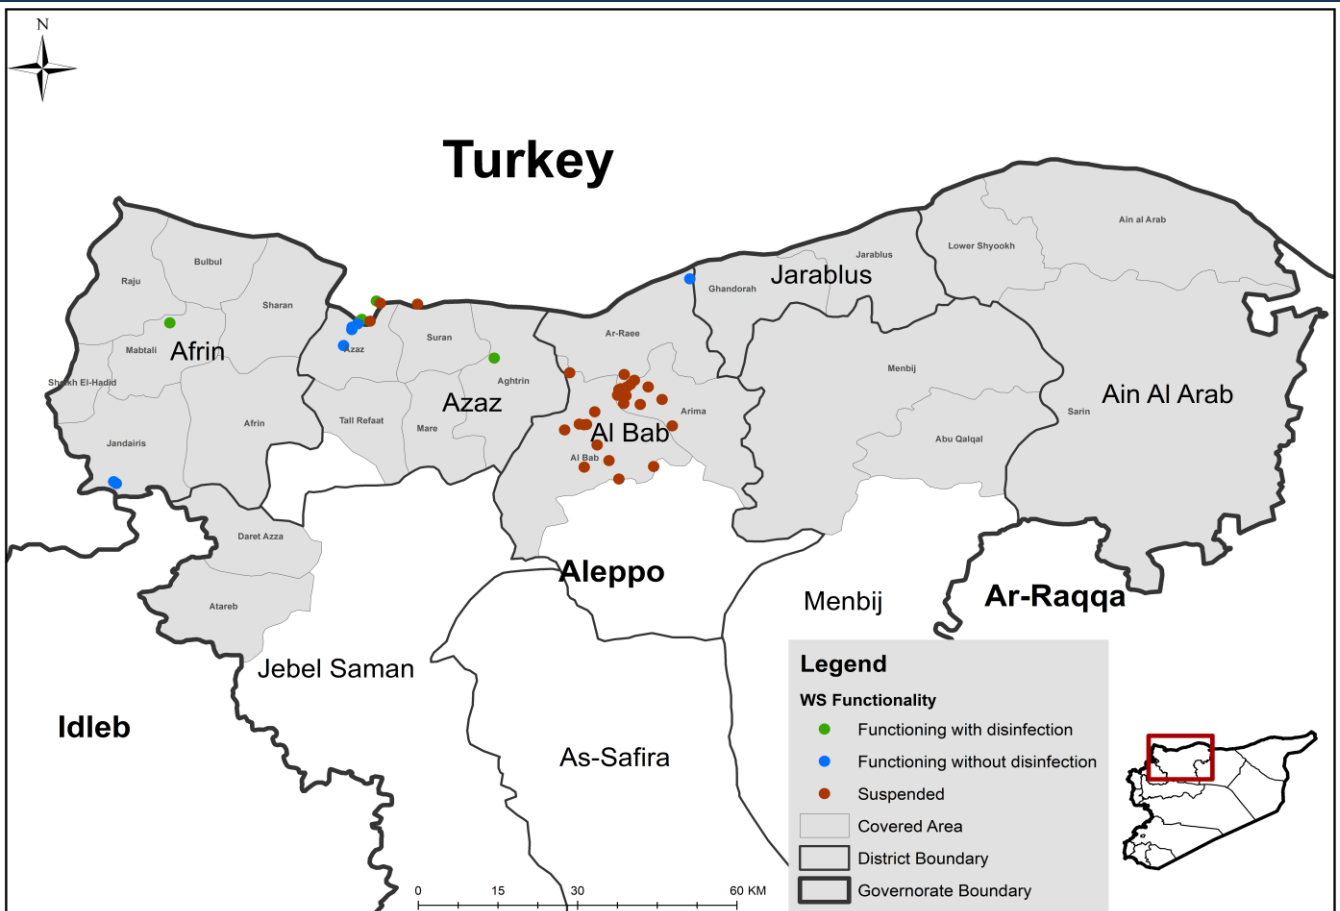 N
Turkey
Ain al Arab
Lower Shyookh
Jarablus
Jarablus
Ghandorah
Bulbul
Raju
Sharan
Ar-Raee
Suran
Azaz
Mabtali
Afrin
Menbij
Aghtrin
Sheikh El-Hadid
Ain Al Arab
Azaz
Sarin
Arima
Tall Refaat
Afrin
Mare
Al Bab
Abu Qalqal
Jandairis
Al Bab
Daret Azza
Aleppo
Ar-Raqqa
Menbij
Atareb
Jebel Saman
Idleb
As-Safira
Legend
WS Functionality
Functioning with disinfection
Functioning without disinfection
Suspended
Covered Area
District Boundary
Governorate Boundary
0 15 30 60 KM